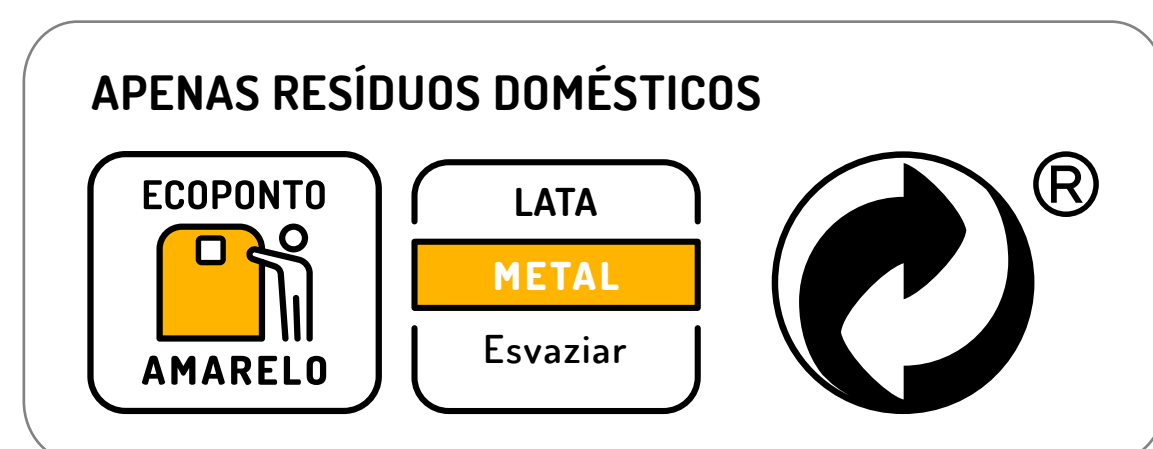 APENAS RESÍDUOS DOMÉSTICOS
ECOPONTO
AMARELO
LATA
METAL
Esvaziar
®